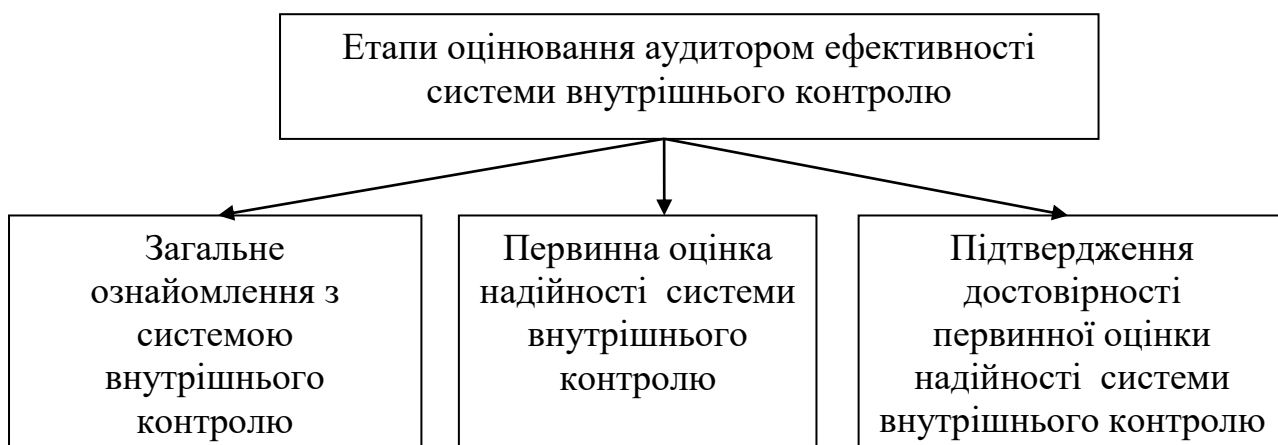 Етапи оцінювання аудитором ефективності
системи внутрішнього контролю
Загальне
ознайомлення з
системою
внутрішнього
контролю
Первинна оцінка
надійності системи
внутрішнього
контролю
Підтвердження
достовірності
первинної оцінки
надійності системи
внутрішнього контролю